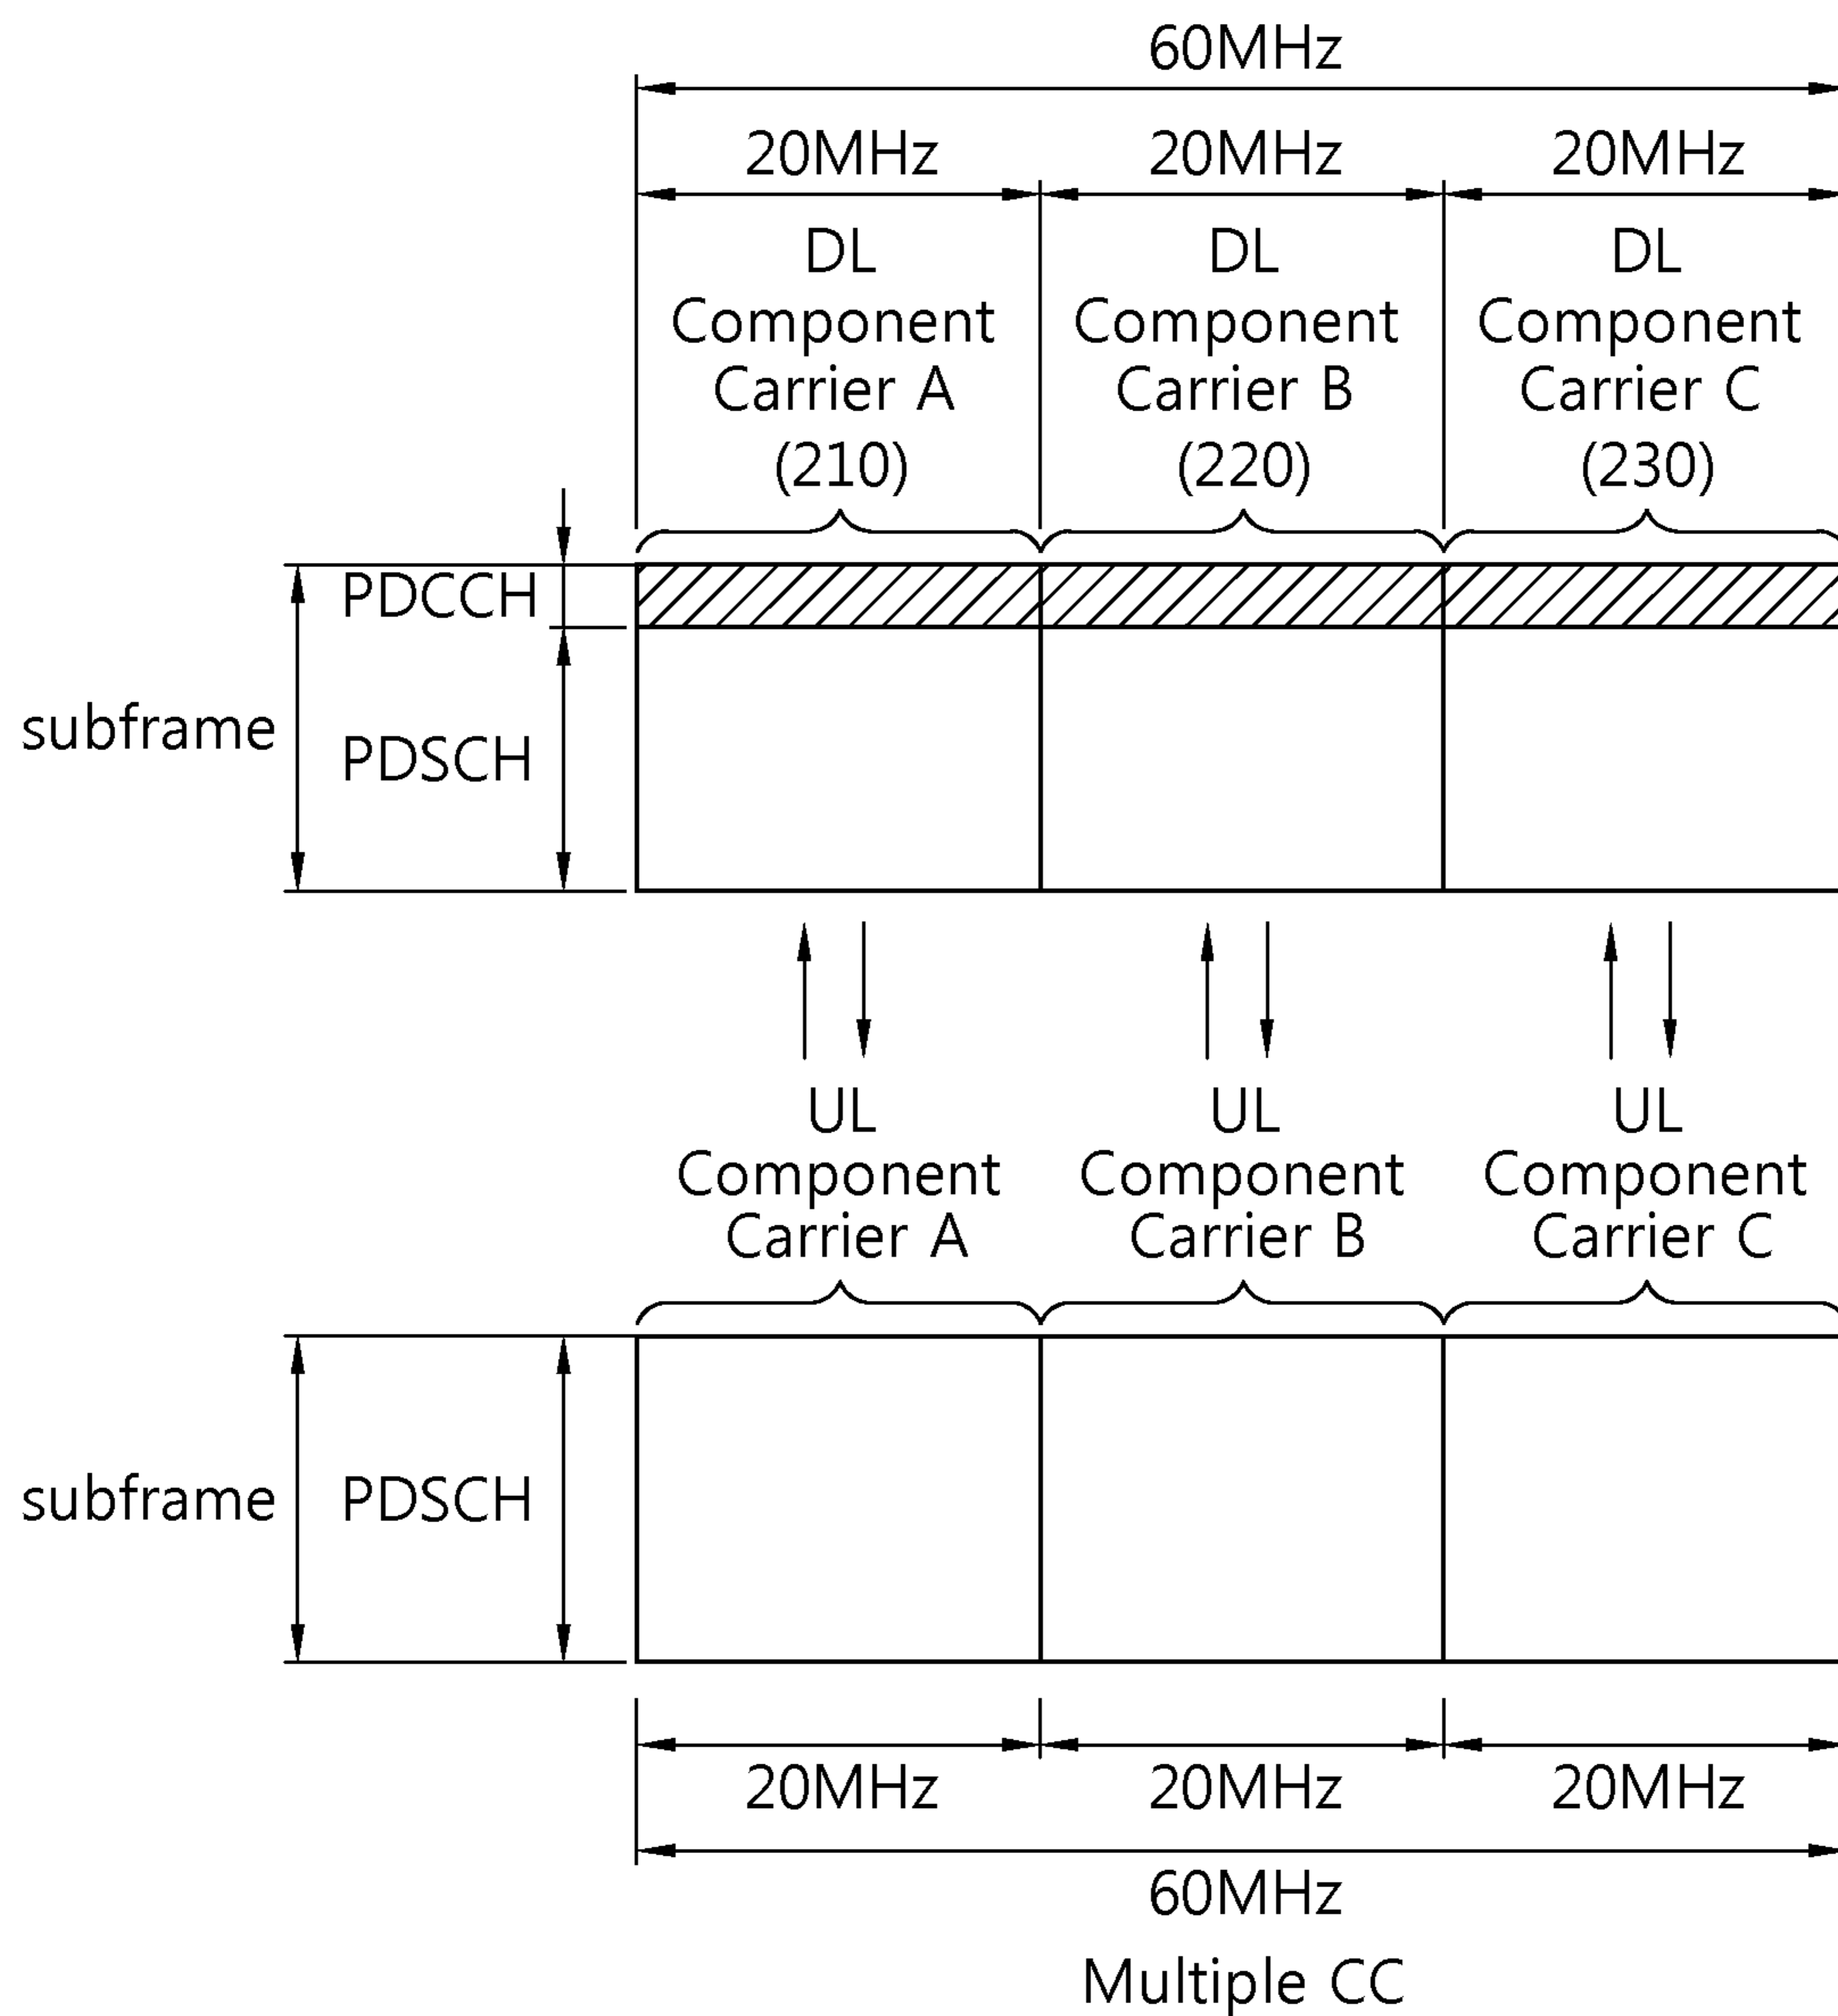 60MHz
20MHz 20MHz 20MHz
DL DL DL
Component Component Component
Carrier A Carrier B Carrier C
(210) (220) (230)
PDCCH
subframe PDSCH
UL UL UL
Component Component Component
Carrier A Carrier B Carrier C
subframe PDSCH
20MHz 20MHz 20MHz
60MHz
Multiple CC